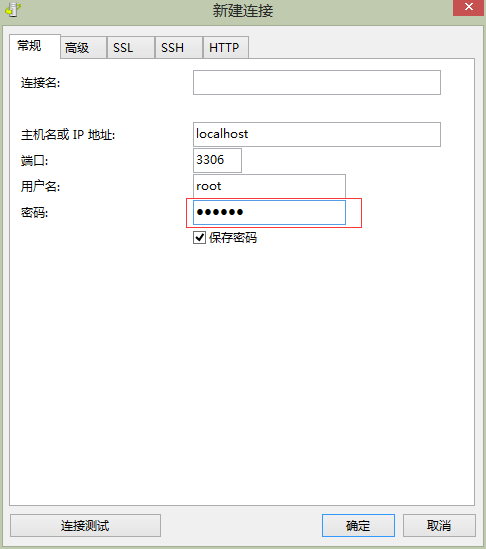 新建连接
常规 高级 SSL SSH HTTP
连接名:
主机名或 IP 地址: localhost
端口: 3306
用户名: root
密码: ●●●●●●
保存密码
连接测试 确定 取消